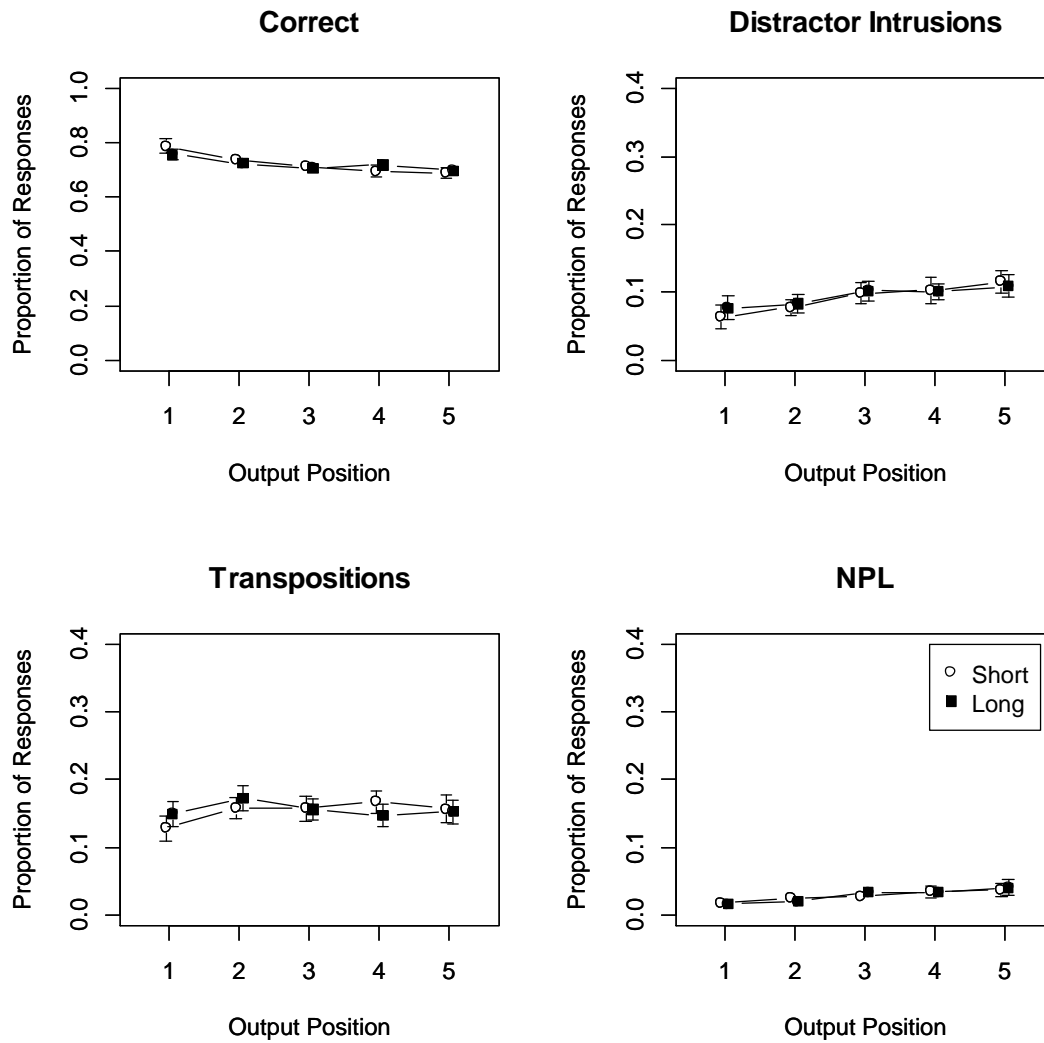 Correct
1.0
0.8
0.6
0.4
0.2
0.0
Proportion of Responses
1 2 3 4 5
Output Position
Distractor Intrusions
0.4
0.3
0.2
0.1
0.0
Proportion of Responses
1 2 3 4 5
Output Position
Transpositions
0.4
0.3
0.2
0.1
0.0
Proportion of Responses
1 2 3 4 5
Output Position
NPL
0.4
0.3
0.2
0.1
0.0
Proportion of Responses
Short
Long
1 2 3 4 5
Output Position